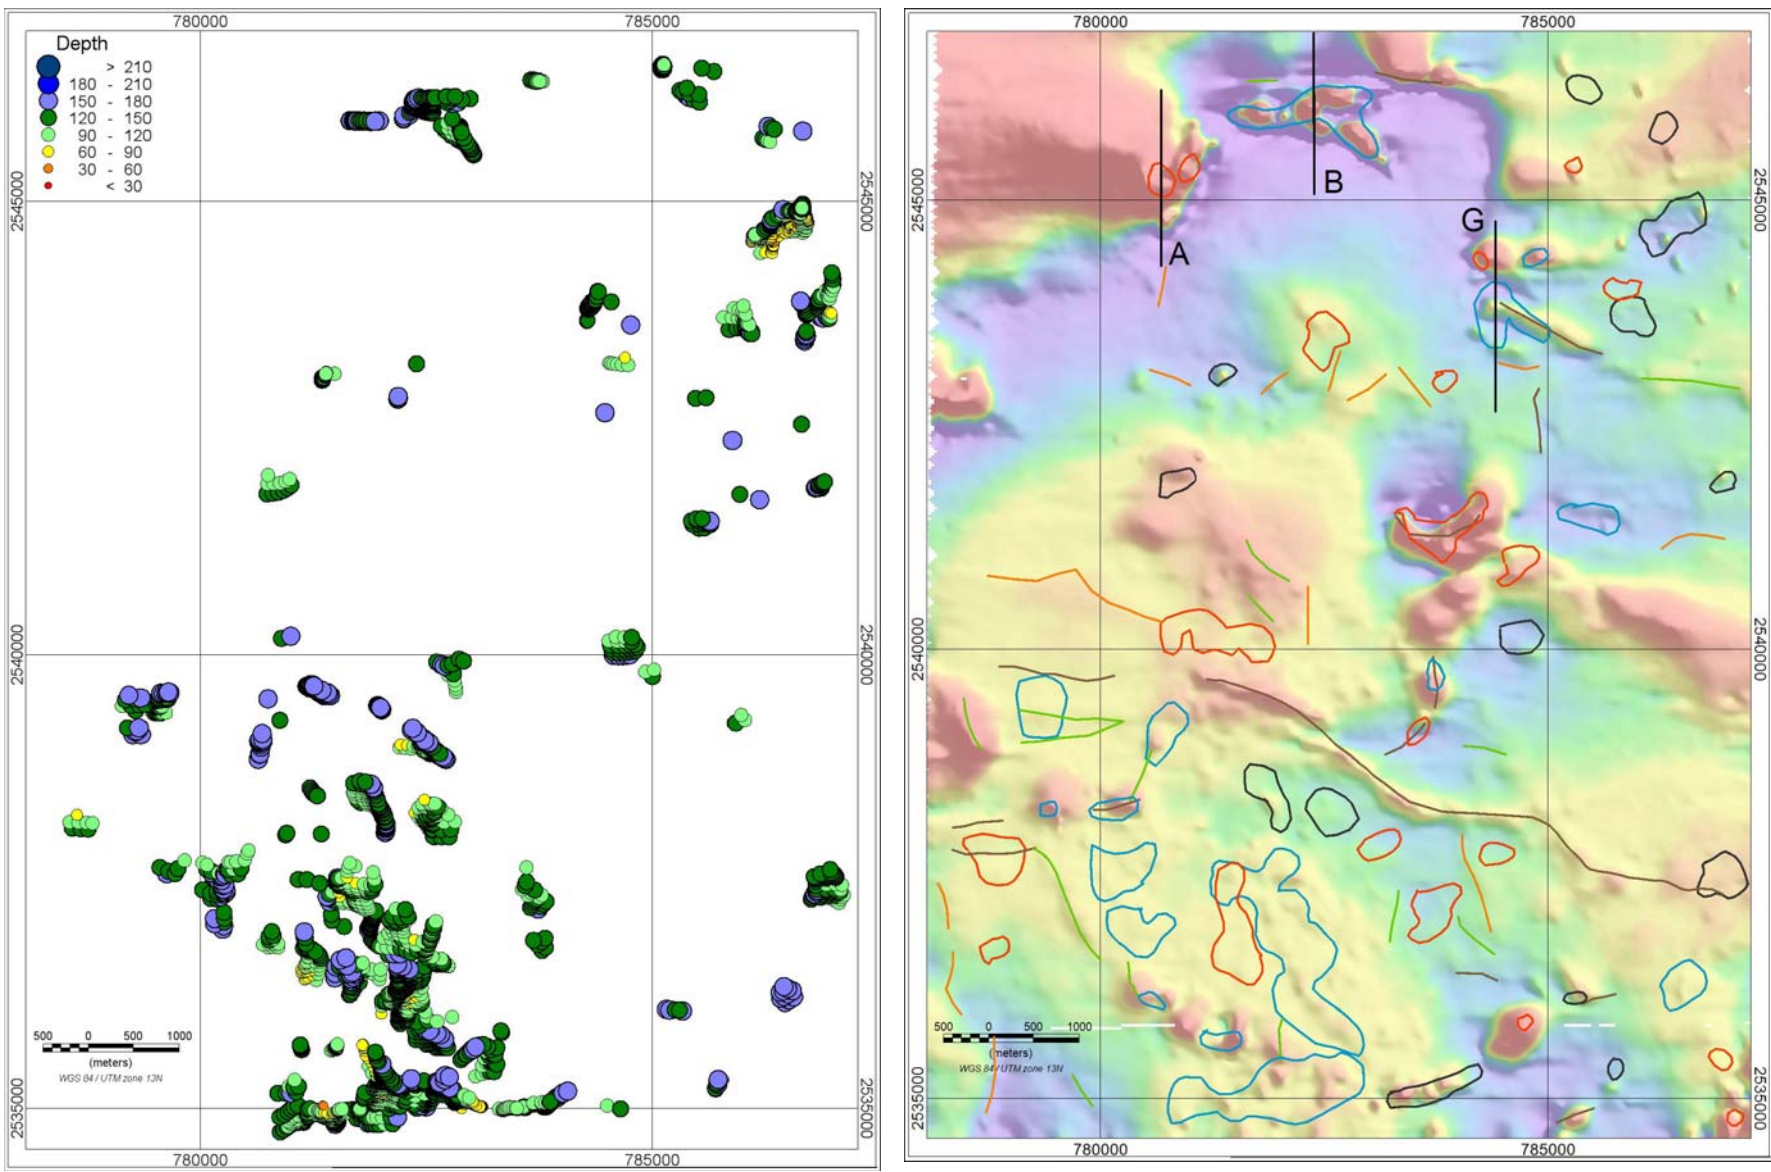 780000 785000
Depth
> 210
180 - 210
150 - 180
120 - 150
90 - 120
60 - 90
30 - 60
< 30
2545000 2545000
2540000 2540000
500 0 500 1000
(meters)
WGS 84 / UTM zone 13N
2535000 2535000
780000 785000
780000 785000
B
2545000 2545000
G
A
2540000 2540000
500 0 500 1000
(meters)
WGS 84 / UTM zone 13N
2535000 2535000
780000 785000